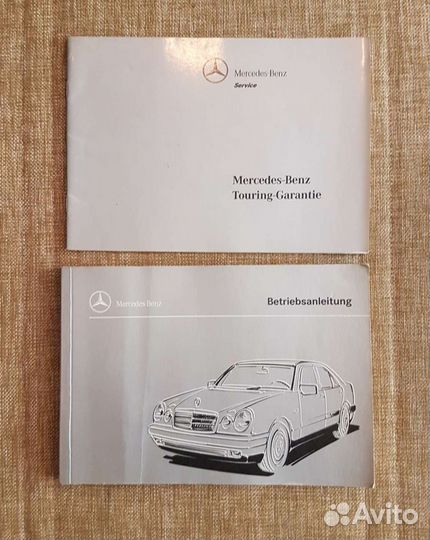 Mercedes-Benz
Service
Mercedes-Benz
Touring-Garantie
Mercedes-Benz
Betriebsanleitung
Avito